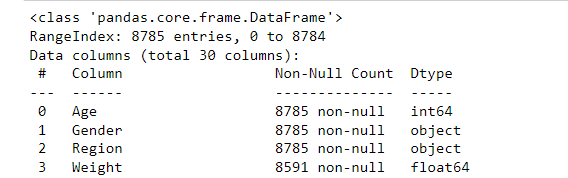 <class 'pandas.core.frame.DataFrame'>
RangeIndex: 8785 entries, 0 to 8784
Data columns (total 30 columns):
 #   Column                 Non-Null Count  Dtype
---  ------                 --------------  -----
 0   Age                    8785 non-null   int64
 1   Gender                 8785 non-null   object
 2   Region                 8785 non-null   object
 3   Weight                 8591 non-null   float64